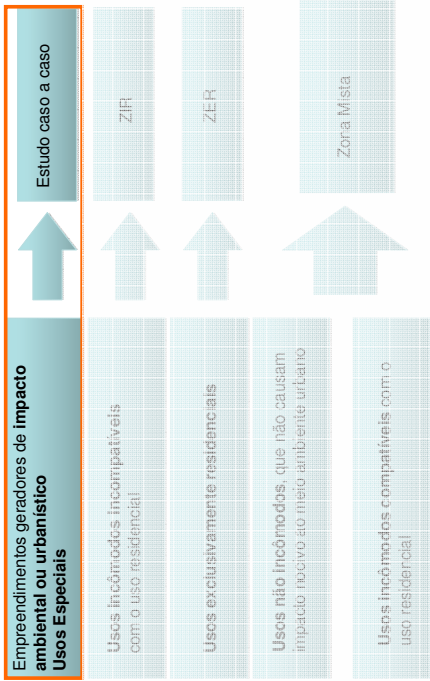 Empreendimentos geradores de impacto
ambiental ou urbanístico
Usos Especiais
Estudo caso a caso
Usos incômodos incompatíveis
com o uso residencial
ZIR
Usos exclusivamente residenciais
ZER
Usos não incômodos, que não causam
impacto nocivo ao meio ambiente urbano
Zona Mista
Usos incômodos compatíveis com o
uso residencial